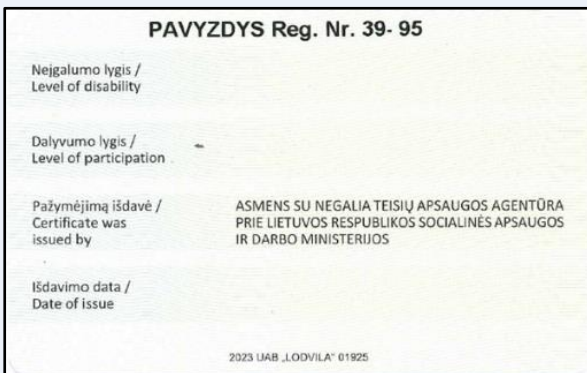 PAVYZDYS Reg. Nr. 39- 95
Neįgalumo lygis /
Level of disability
Dalyvumo lygis /
Level of participation
Pažymėjimą išdavė /
Certificate was
issued by
ASMENS SU NEGALIA TEISIŲ APSAUGOS AGENTŪRA
PRIE LIETUVOS RESPUBLIKOS SOCIALINĖS APSAUGOS
IR DARBO MINISTERIJOS
Išdavimo data /
Date of issue
2023 UAB „LODVILA“ 01925